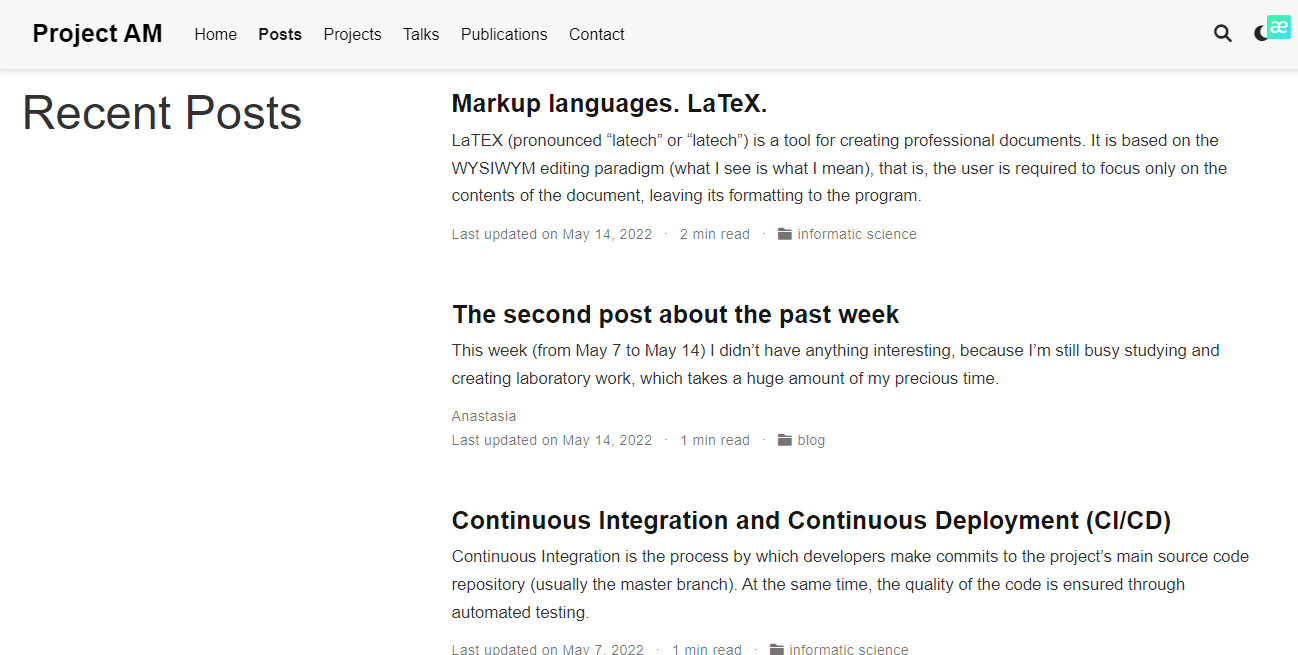 Project AM Home Posts Projects Talks Publications Contact æ
Recent Posts
Markup languages. LaTeX.
LaTEX (pronounced “latech” or “latech”) is a tool for creating professional documents. It is based on the
WYSIWYM editing paradigm (what I see is what I mean), that is, the user is required to focus only on the
contents of the document, leaving its formatting to the program.
Last updated on May 14, 2022 · 2 min read · informatic science
The second post about the past week
This week (from May 7 to May 14) I didn’t have anything interesting, because I’m still busy studying and
creating laboratory work, which takes a huge amount of my precious time.
Anastasia
Last updated on May 14, 2022 · 1 min read · blog
Continuous Integration and Continuous Deployment (CI/CD)
Continuous Integration is the process by which developers make commits to the project’s main source code
repository (usually the master branch). At the same time, the quality of the code is ensured through
automated testing.
Last updated on May 7, 2022 · 1 min read · informatic science